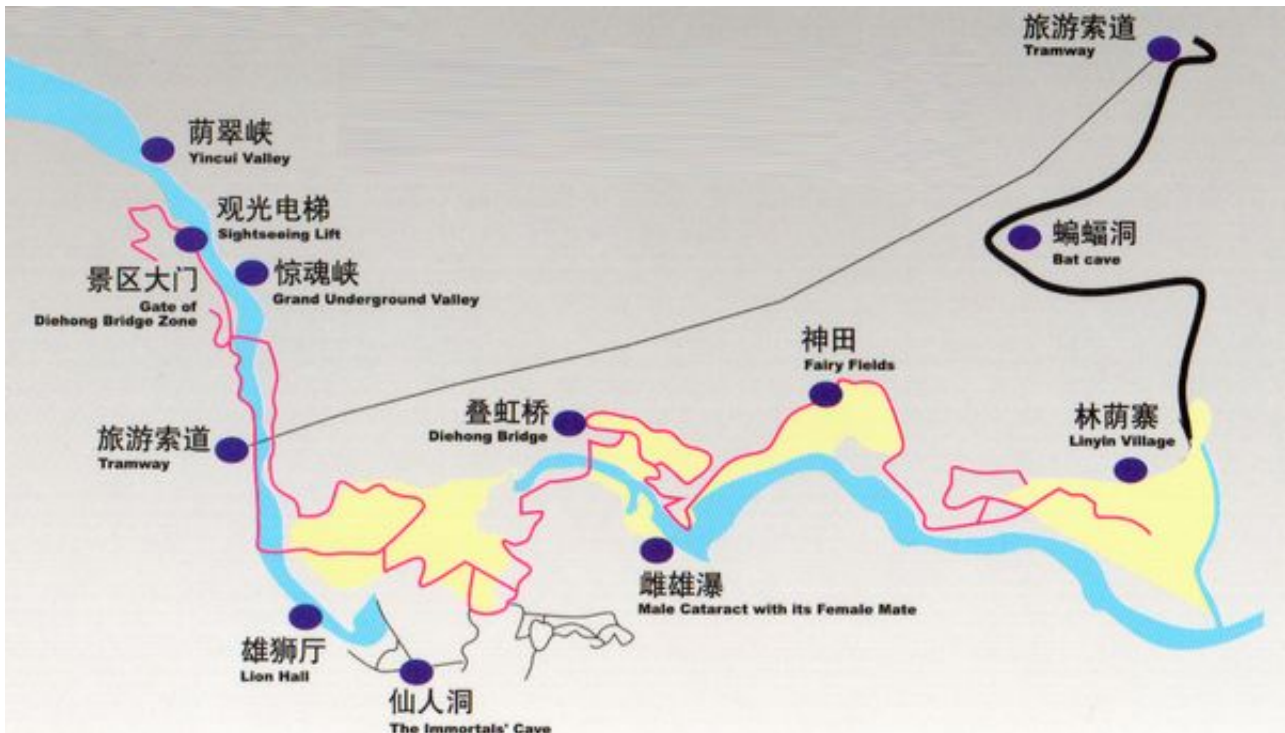 旅游索道
Tramway
荫翠峡
Yincui Valley
观光电梯
Sightseeing Lift
景区大门
Gate of
Diehong Bridge Zone
惊魂峡
Grand Underground Valley
蝙蝠洞
Bat cave
神田
Fairy Fields
叠虹桥
Diehong Bridge
林荫寨
Linyin Village
旅游索道
Tramway
雌雄瀑
Male Cataract with its Female Mate
雄狮厅
Lion Hall
仙人洞
The Immortals' Cave